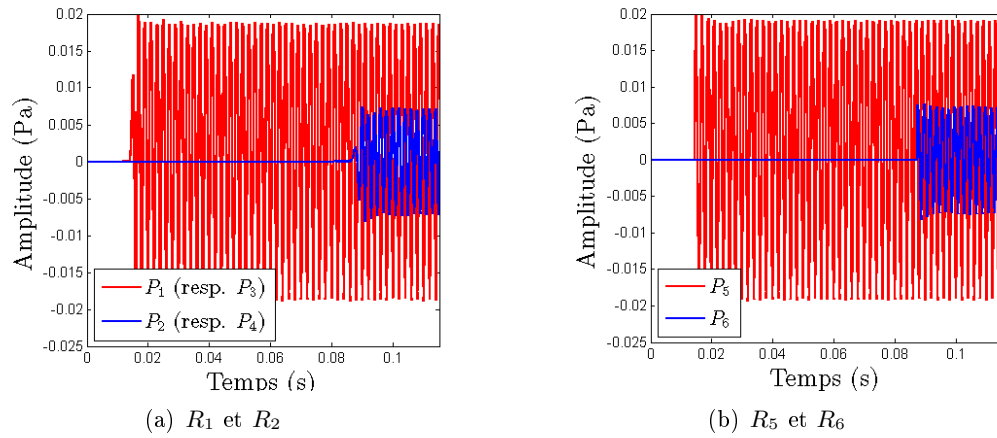 0.02
0.015
0.01
0.005
0
-0.005
-0.01
-0.015
-0.02
-0.025
Amplitude (Pa)
P₁ (resp. P₃)
P₂ (resp. P₄)
0 0.02 0.04 0.06 0.08 0.1
Temps (s)
(a) R₁ et R₂
0.02
0.015
0.01
0.005
0
-0.005
-0.01
-0.015
-0.02
-0.025
Amplitude (Pa)
P₅
P₆
0 0.02 0.04 0.06 0.08 0.1
Temps (s)
(b) R₅ et R₆